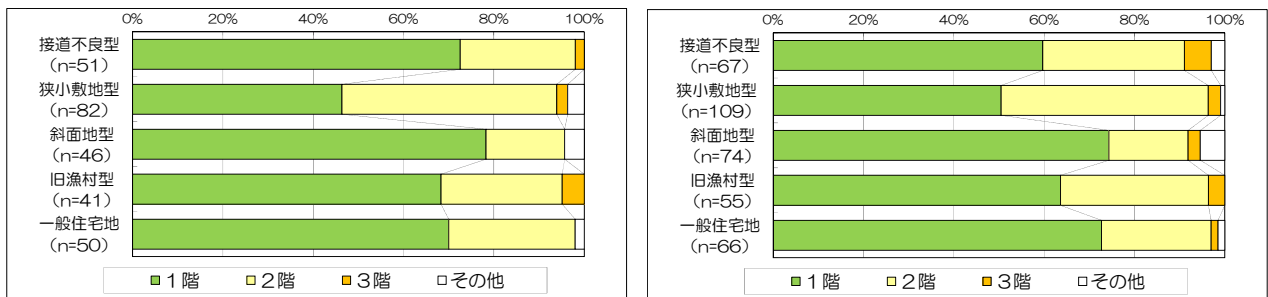 0% 20% 40% 60% 80% 100%
接道不良型
(n=51)
狭小敷地型
(n=82)
斜面地型
(n=46)
旧漁村型
(n=41)
一般住宅地
(n=50)
1階 2階 3階 その他
0% 20% 40% 60% 80% 100%
接道不良型
(n=67)
狭小敷地型
(n=109)
斜面地型
(n=74)
旧漁村型
(n=55)
一般住宅地
(n=66)
1階 2階 3階 その他